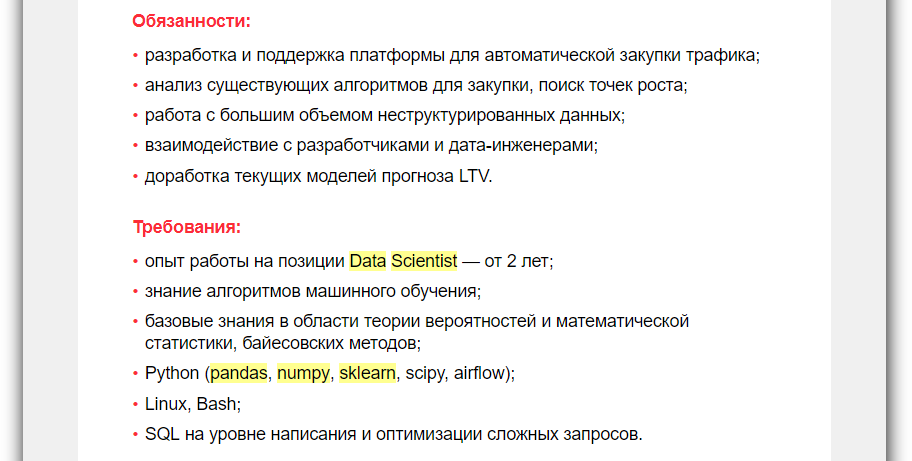 Обязанности:
• разработка и поддержка платформы для автоматической закупки трафика;
• анализ существующих алгоритмов для закупки, поиск точек роста;
• работа с большим объемом неструктурированных данных;
• взаимодействие с разработчиками и дата-инженерами;
• доработка текущих моделей прогноза LTV.
Требования:
• опыт работы на позиции Data Scientist — от 2 лет;
• знание алгоритмов машинного обучения;
• базовые знания в области теории вероятностей и математической
статистики, байесовских методов;
• Python (pandas, numpy, sklearn, scipy, airflow);
• Linux, Bash;
• SQL на уровне написания и оптимизации сложных запросов.